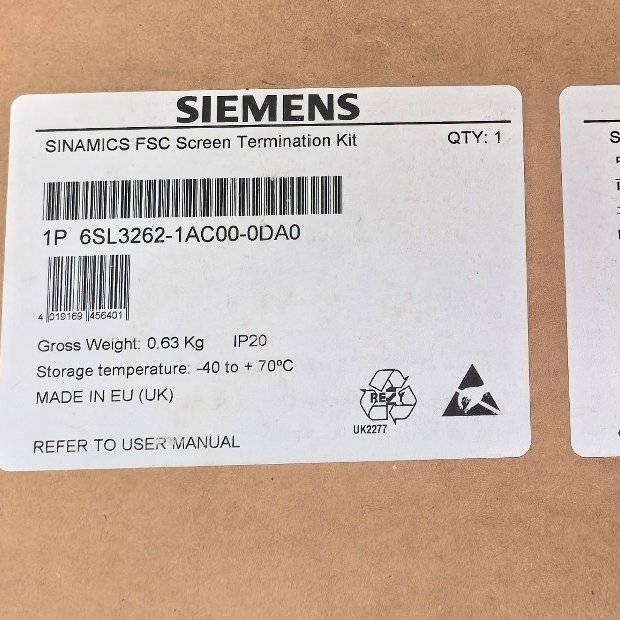 SIEMENS
SINAMICS FSC Screen Termination Kit QTY: 1
1P 6SL3262-1AC00-0DA0
4 019169 456401
Gross Weight: 0.63 Kg IP20
Storage temperature: -40 to + 70ºC
MADE IN EU (UK)
RESY
UK2277
REFER TO USER MANUAL
S